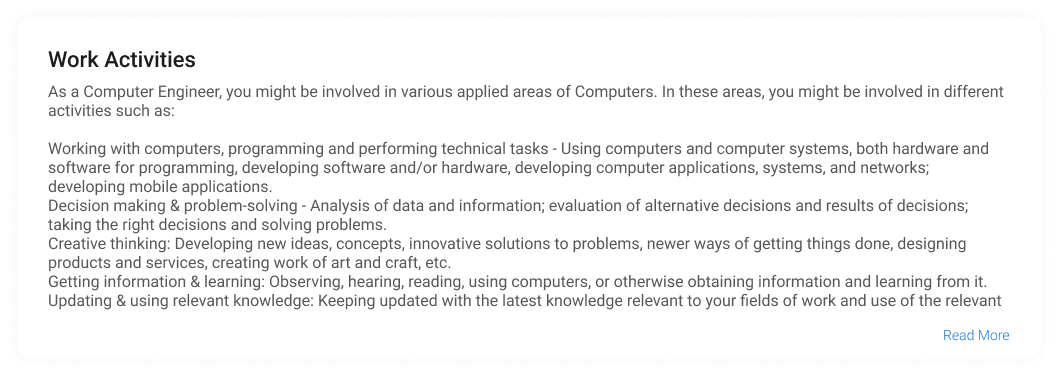 Work Activities
As a Computer Engineer, you might be involved in various applied areas of Computers. In these areas, you might be involved in different
activities such as:
Working with computers, programming and performing technical tasks - Using computers and computer systems, both hardware and
software for programming, developing software and/or hardware, developing computer applications, systems, and networks;
developing mobile applications.
Decision making & problem-solving - Analysis of data and information; evaluation of alternative decisions and results of decisions;
taking the right decisions and solving problems.
Creative thinking: Developing new ideas, concepts, innovative solutions to problems, newer ways of getting things done, designing
products and services, creating work of art and craft, etc.
Getting information & learning: Observing, hearing, reading, using computers, or otherwise obtaining information and learning from it.
Updating & using relevant knowledge: Keeping updated with the latest knowledge relevant to your fields of work and use of the relevant
Read More